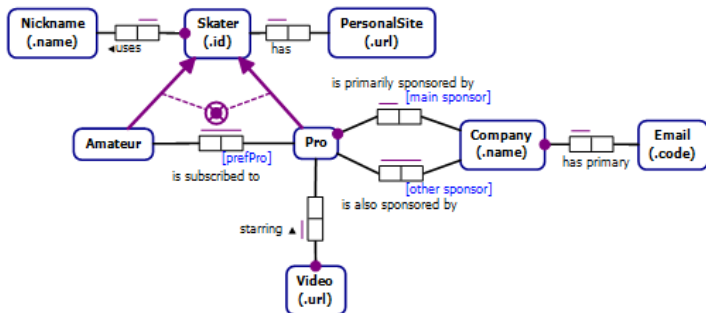 Nickname
(.name)
◄uses
Skater
(.id)
has
PersonalSite
(.url)
is primarily sponsored by
[main sponsor]
Amateur
[prefPro]
is subscribed to
Pro
Company
(.name)
has primary
Email
(.code)
[other sponsor]
is also sponsored by
starring ▲
Video
(.url)